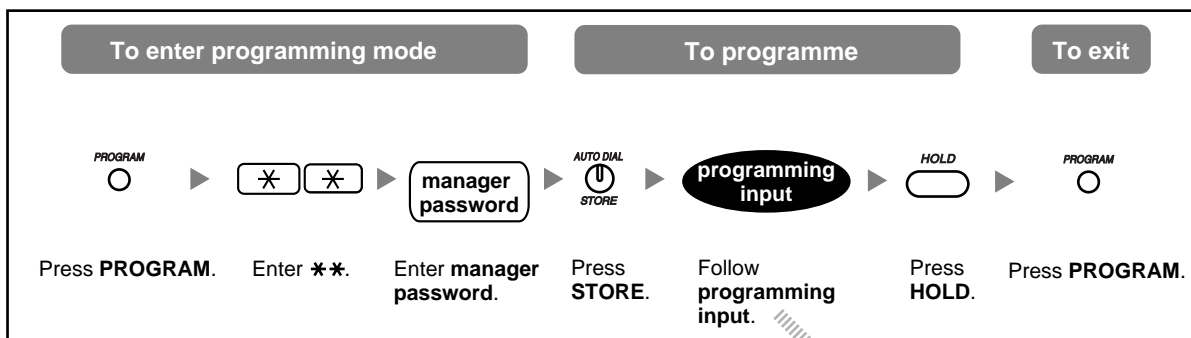 To enter programming mode
To programme
To exit
PROGRAM
✳ ✳
manager
password
AUTO DIAL
STORE
programming
input
HOLD
PROGRAM
Press PROGRAM.
Enter ✳✳.
Enter manager
password.
Press
STORE.
Follow
programming
input.
Press
HOLD.
Press PROGRAM.